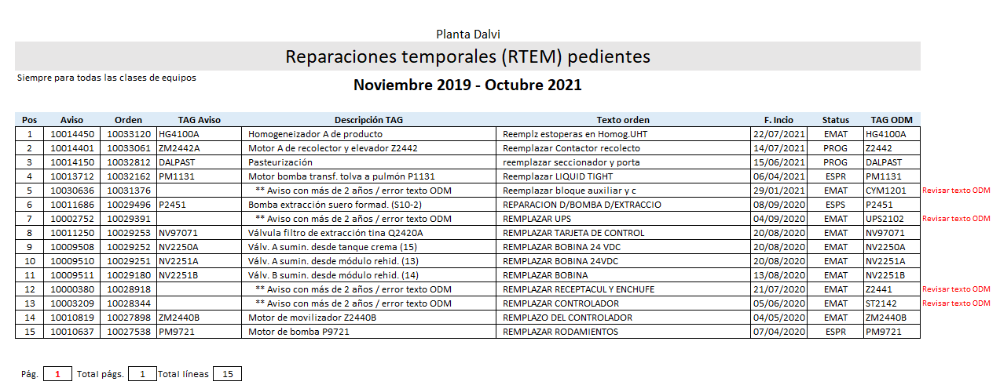 Planta Dalvi
Reparaciones temporales (RTEM) pedientes
Siempre para todas las clases de equipos
Noviembre 2019 - Octubre 2021
Pos Aviso Orden TAG Aviso Descripción TAG Texto orden F. Incio Status TAG ODM
1 10014450 10033120 HG4100A Homogeneizador A de producto Reemplz estoperas en Homog.UHT 22/07/2021 EMAT HG4100A
2 10014401 10033061 ZM2442A Motor A de recolector y elevador Z2442 Reemplazar Contactor recolecto 14/07/2021 PROG Z2442
3 10014150 10032812 DALPAST Pasteurización reemplazar seccionador y porta 15/06/2021 PROG DALPAST
4 10013712 10032162 PM1131 Motor bomba transf. tolva a pulmón P1131 Reemplazar LIQUID TIGHT 06/04/2021 ESPR PM1131
5 10030636 10031376 ** Aviso con más de 2 años / error texto ODM Reemplazar bloque auxiliar y c 29/01/2021 EMAT CYM1201 Revisar texto ODM
6 10011686 10029496 P2451 Bomba extracción suero formad. (S10-2) REPARACION D/BOMBA D/EXTRACCIO 08/09/2020 ESPS P2451
7 10002752 10029391 ** Aviso con más de 2 años / error texto ODM REMPLAZAR UPS 04/09/2020 EMAT UPS2102 Revisar texto ODM
8 10011250 10029253 NV97071 Válvula filtro de extracción tina Q2420A REMPLAZAR TARJETA DE CONTROL 20/08/2020 EMAT NV97071
9 10009508 10029252 NV2250A Válv. A sumin. desde tanque crema (15) REMPLAZAR BOBINA 24 VDC 20/08/2020 EMAT NV2250A
10 10009510 10029251 NV2251A Válv. A sumin. desde módulo rehid. (13) REMPLAZAR BOBINA 24VDC 20/08/2020 EMAT NV2251A
11 10009511 10029180 NV2251B Válv. B sumin. desde módulo rehid. (14) REMPLAZAR BOBINA 13/08/2020 EMAT NV2251B
12 10000380 10028918 ** Aviso con más de 2 años / error texto ODM REMPLAZAR RECEPTACUL Y ENCHUFE 21/07/2020 EMAT Z2441 Revisar texto ODM
13 10003209 10028344 ** Aviso con más de 2 años / error texto ODM REMPLAZAR CONTROLADOR 05/06/2020 EMAT ST2142 Revisar texto ODM
14 10010819 10027898 ZM2440B Motor de movilizador Z2440B REMPLAZO DEL CONTROLADOR 04/05/2020 EMAT ZM2440B
15 10010637 10027538 PM9721 Motor de bomba P9721 REMPLAZAR RODAMIENTOS 07/04/2020 ESPR PM9721
Pág. 1 Total págs. 1 Total líneas 15